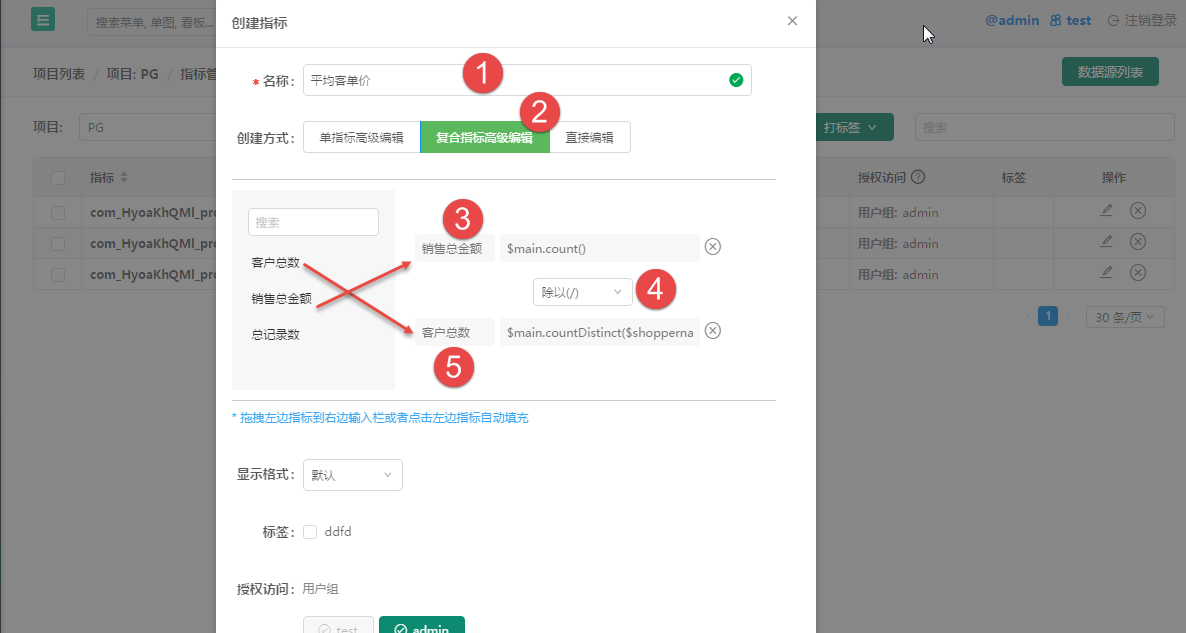 创建指标
搜索菜单, 单图, 看板...
@admin test 注销登录
项目列表 / 项目: PG / 指标管
数据源列表
* 名称: 平均客单价 1
2
创建方式: 单指标高级编辑 复合指标高级编辑 直接编辑
项目: PG
打标签
搜索
指标
授权访问 标签 操作
com_HyoaKhQMl_pro
用户组: admin
com_HyoaKhQMl_pro
用户组: admin
com_HyoaKhQMl_pro
用户组: admin
1 30 条/页
搜索
客户总数
销售总金额
总记录数
3
销售总金额 $main.count()
除以(/) 4
客户总数 $main.countDistinct($shopperna
5
* 拖拽左边指标到右边输入栏或者点击左边指标自动填充
显示格式: 默认
标签: ddfd
授权访问: 用户组
test admin